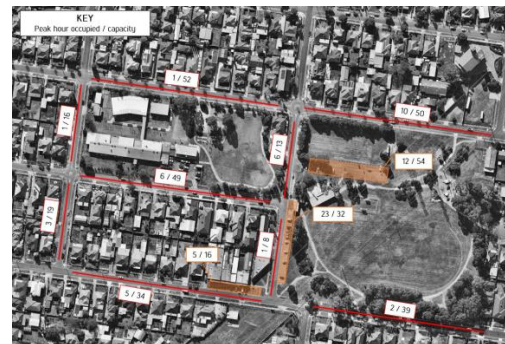 KEY
Peak hour occupied / capacity
1 / 52
10 / 50
1 / 16
6 / 13
12 / 54
6 / 49
23 / 32
3 / 19
1 / 8
5 / 16
5 / 34
2 / 39